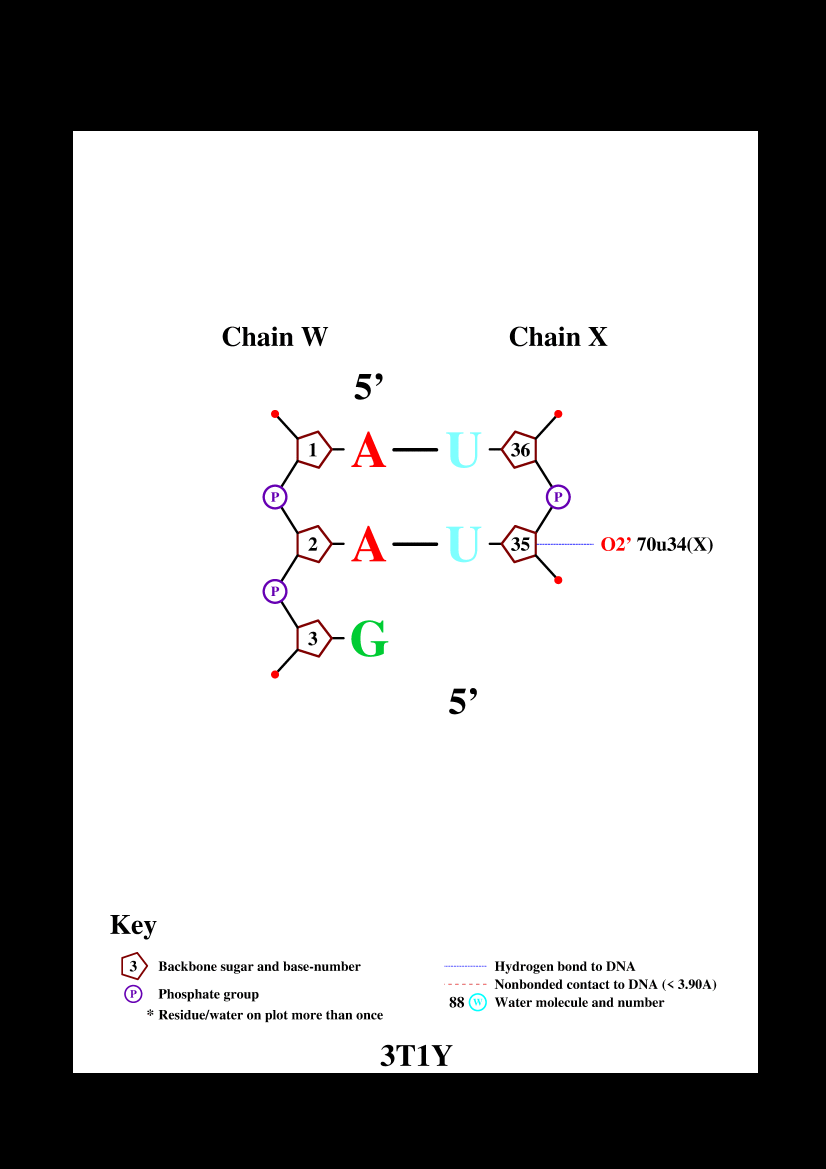 Chain W Chain X
5’
1 A U 36
P P
2 A U 35 O2’ 70u34(X)
P
3 G
5’
Key
3 Backbone sugar and base-number
P Phosphate group
* Residue/water on plot more than once
Hydrogen bond to DNA
Nonbonded contact to DNA (< 3.90A)
88 W Water molecule and number
3T1Y